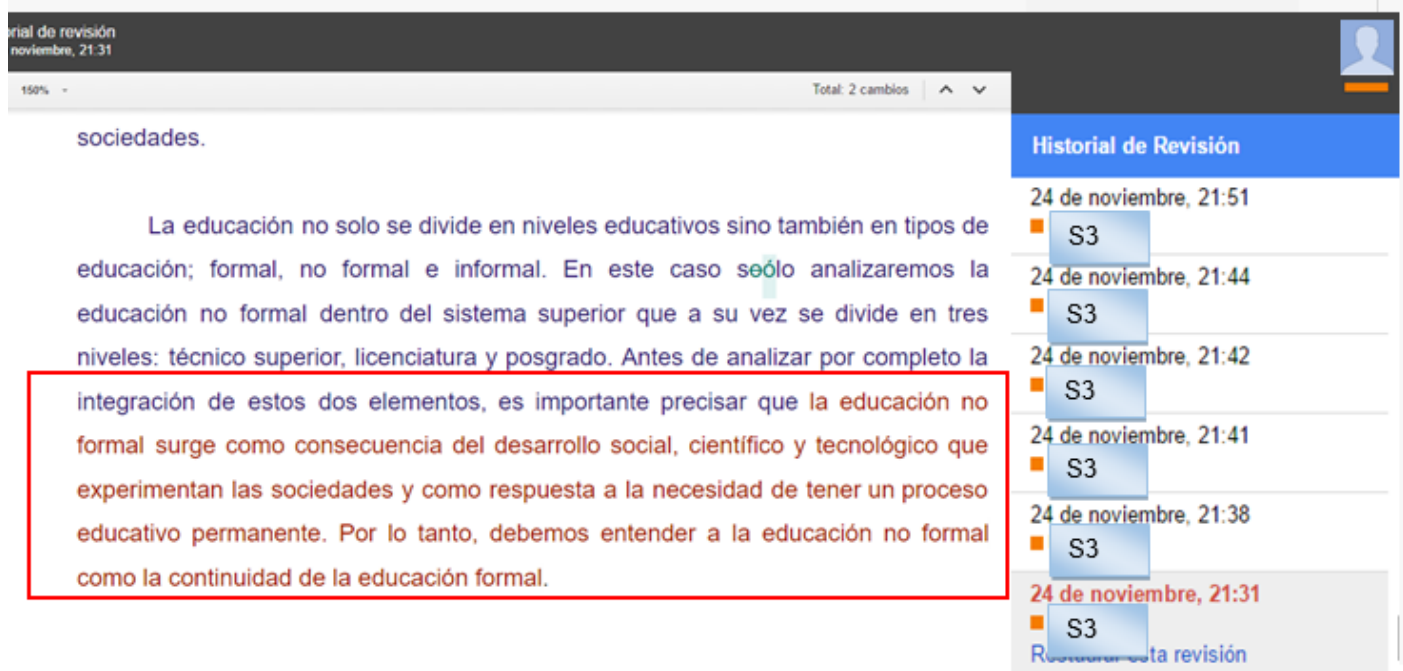 orial de revisión
noviembre, 21:31
150%
Total: 2 cambios
sociedades.
La educación no solo se divide en niveles educativos sino también en tipos de
educación; formal, no formal e informal. En este caso soólo analizaremos la
educación no formal dentro del sistema superior que a su vez se divide en tres
niveles: técnico superior, licenciatura y posgrado. Antes de analizar por completo la
integración de estos dos elementos, es importante precisar que la educación no
formal surge como consecuencia del desarrollo social, científico y tecnológico que
experimentan las sociedades y como respuesta a la necesidad de tener un proceso
educativo permanente. Por lo tanto, debemos entender a la educación no formal
como la continuidad de la educación formal.
Historial de Revisión
24 de noviembre, 21:51
S3
24 de noviembre, 21:44
S3
24 de noviembre, 21:42
S3
24 de noviembre, 21:41
S3
24 de noviembre, 21:38
S3
24 de noviembre, 21:31
S3
revisión